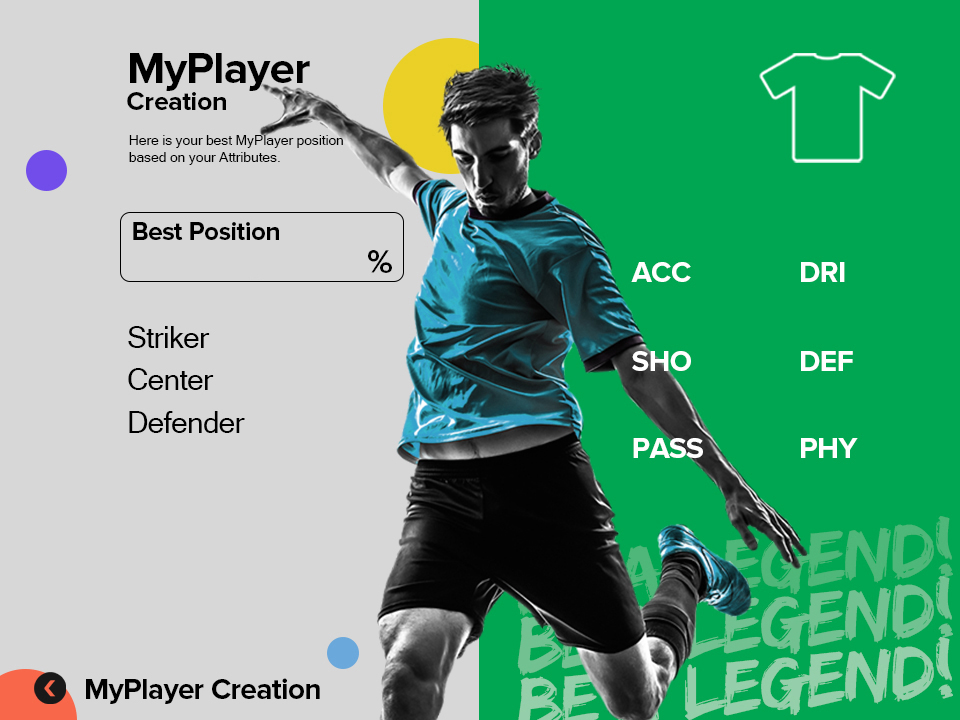 MyPlayer
Creation
Here is your best MyPlayer position
based on your Attributes.
Best Position
%
Striker
Center
Defender
ACC
DRI
SHO
DEF
PASS
PHY
A LEGEND!
BE A LEGEND!
BE A LEGEND!
MyPlayer Creation